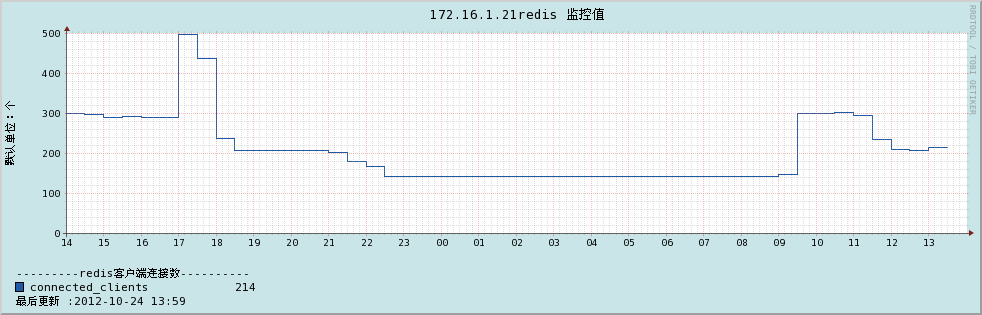 172.16.1.21redis 监控值
RRDTOOL / TOBI OETIKER
默认单位：个
500
400
300
200
100
0
14 15 16 17 18 19 20 21 22 23 00 01 02 03 04 05 06 07 08 09 10 11 12 13
---------redis客户端连接数----------
connected_clients 214
最后更新 :2012-10-24 13:59